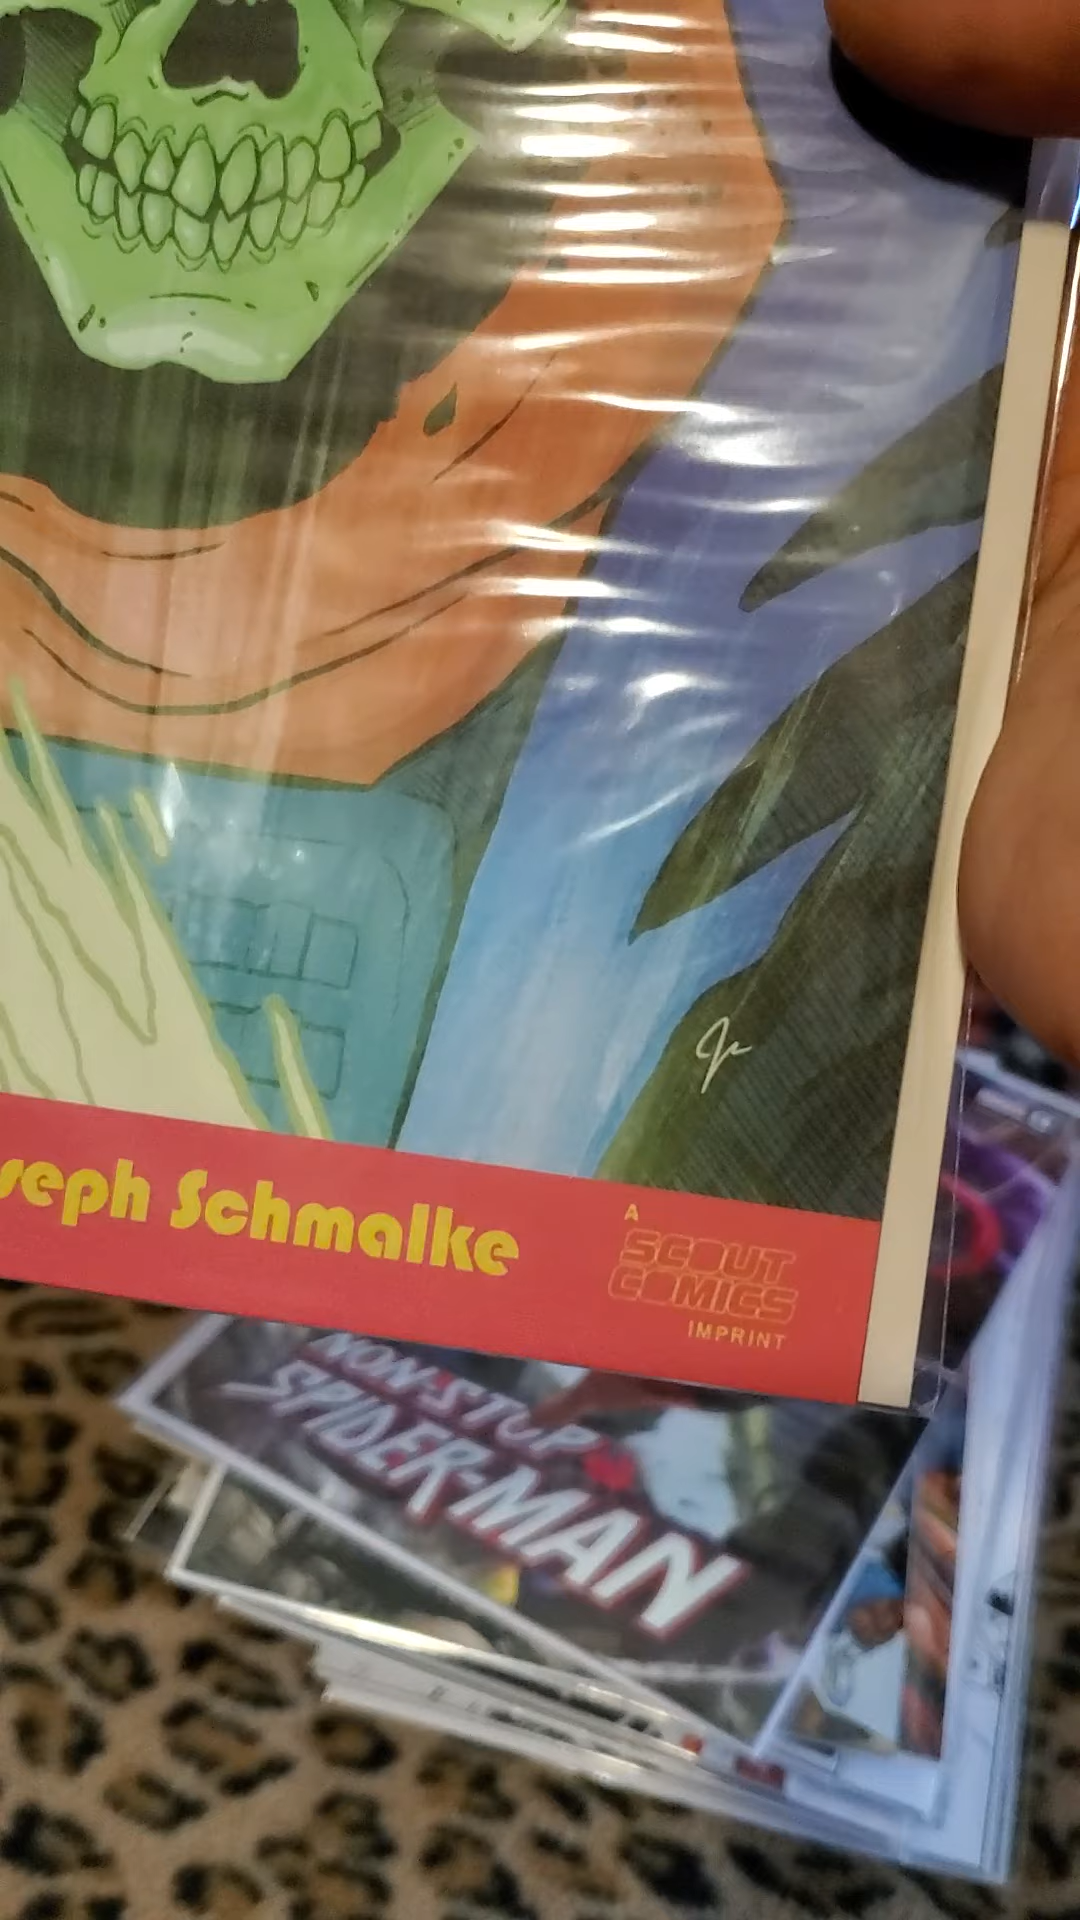 seph Schmalke
A
SCOUT
COMICS
IMPRINT
NON-STOP
SPIDER-MAN